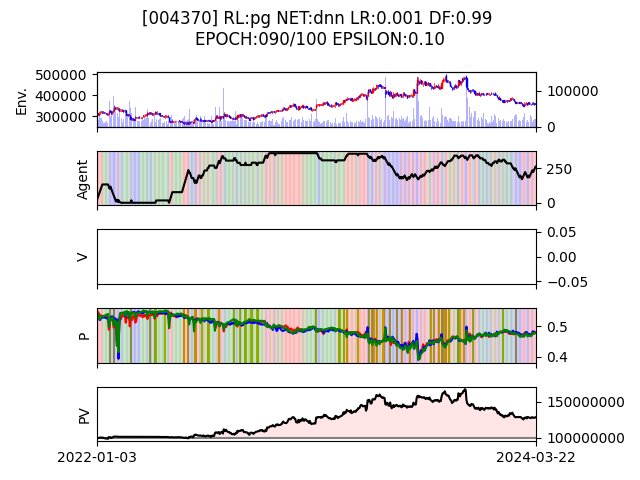 [004370] RL:pg NET:dnn LR:0.001 DF:0.99
EPOCH:090/100 EPSILON:0.10
Env.
500000
400000
300000
100000
0
Agent
250
0
V
0.05
0.00
−0.05
P
0.5
0.4
PV
150000000
100000000
2022-01-03
2024-03-22